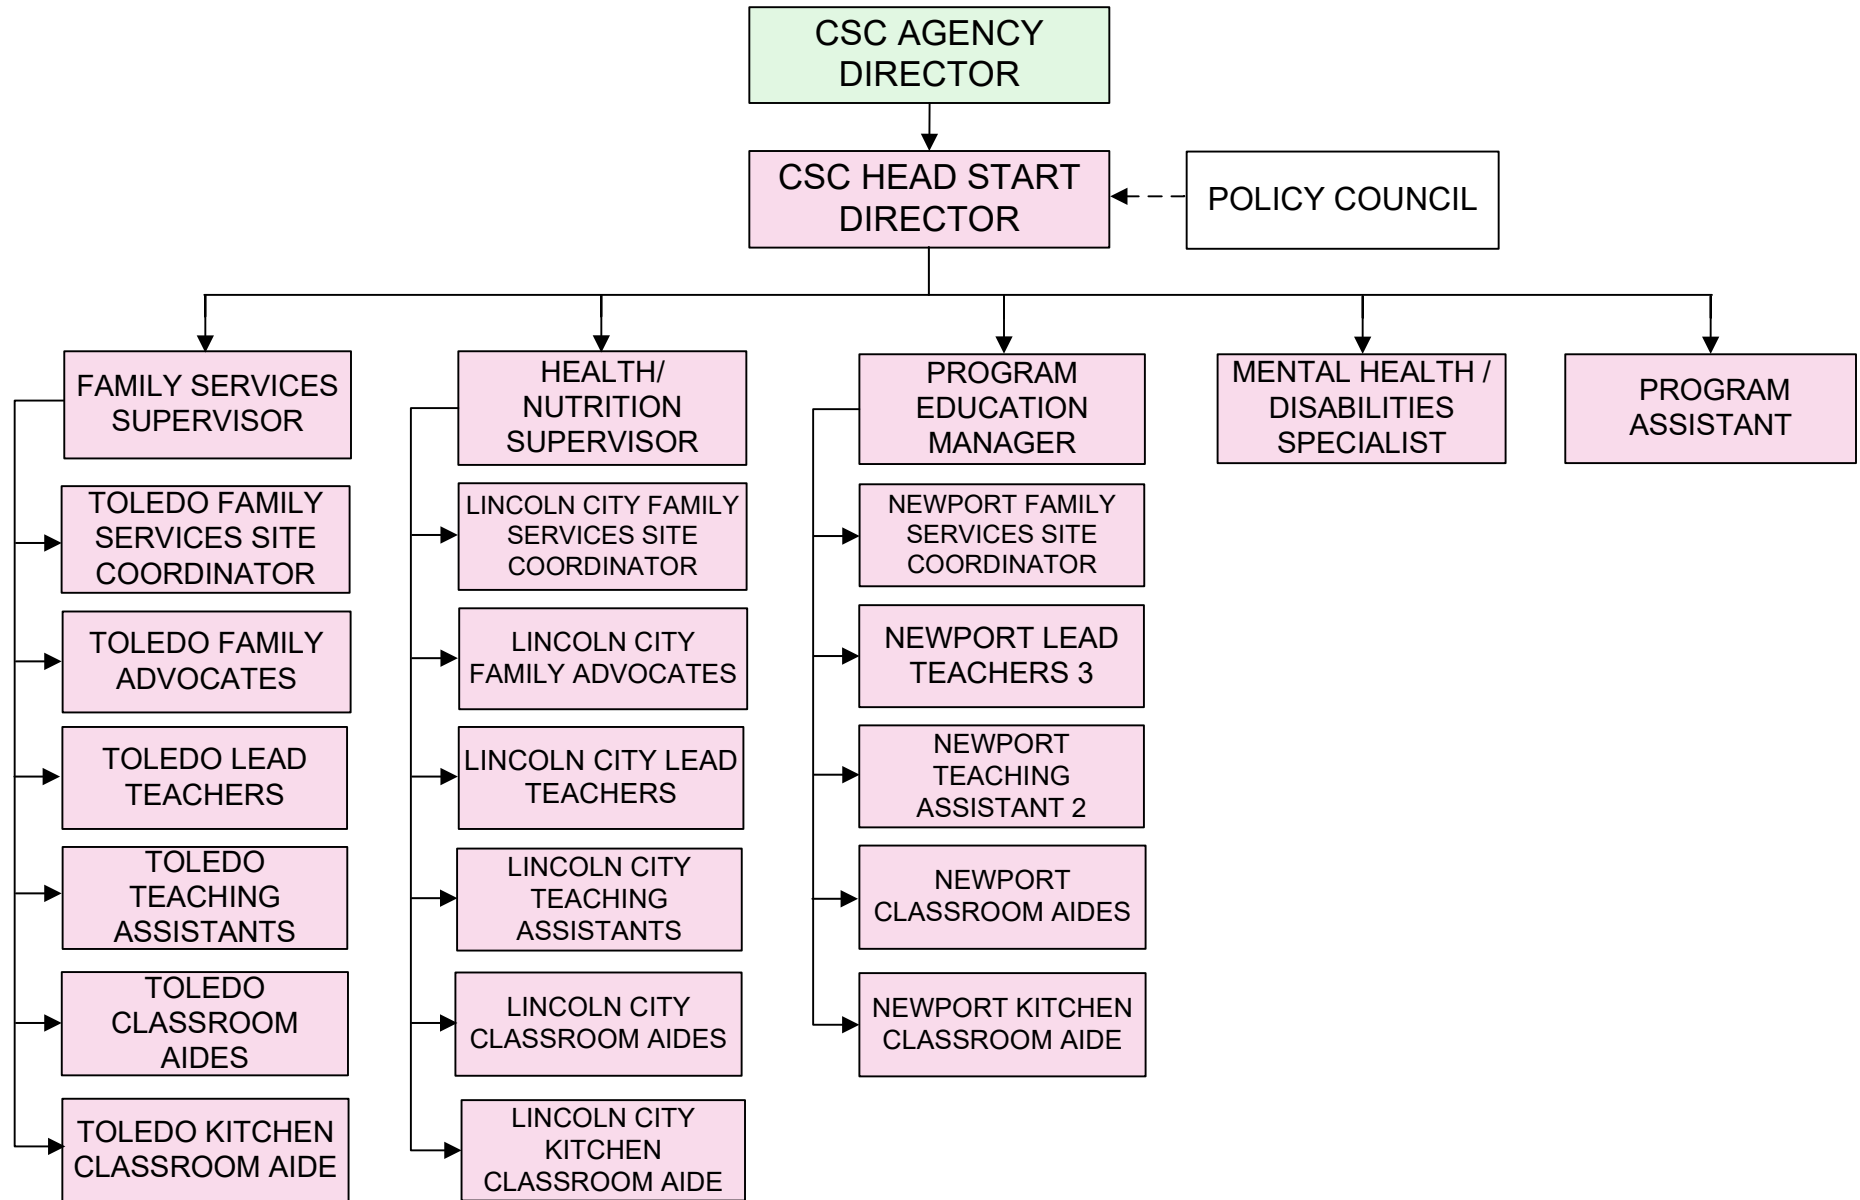 CSC AGENCY
DIRECTOR
CSC HEAD START
DIRECTOR
POLICY COUNCIL
FAMILY SERVICES
SUPERVISOR
HEALTH/
NUTRITION
SUPERVISOR
PROGRAM
EDUCATION
MANAGER
MENTAL HEALTH /
DISABILITIES
SPECIALIST
PROGRAM
ASSISTANT
TOLEDO FAMILY
SERVICES SITE
COORDINATOR
TOLEDO FAMILY
ADVOCATES
TOLEDO LEAD
TEACHERS
TOLEDO
TEACHING
ASSISTANTS
TOLEDO
CLASSROOM
AIDES
TOLEDO KITCHEN
CLASSROOM AIDE
LINCOLN CITY FAMILY
SERVICES SITE
COORDINATOR
LINCOLN CITY
FAMILY ADVOCATES
LINCOLN CITY LEAD
TEACHERS
LINCOLN CITY
TEACHING
ASSISTANTS
LINCOLN CITY
CLASSROOM AIDES
LINCOLN CITY
KITCHEN
CLASSROOM AIDE
NEWPORT FAMILY
SERVICES SITE
COORDINATOR
NEWPORT LEAD
TEACHERS 3
NEWPORT
TEACHING
ASSISTANT 2
NEWPORT
CLASSROOM AIDES
NEWPORT KITCHEN
CLASSROOM AIDE